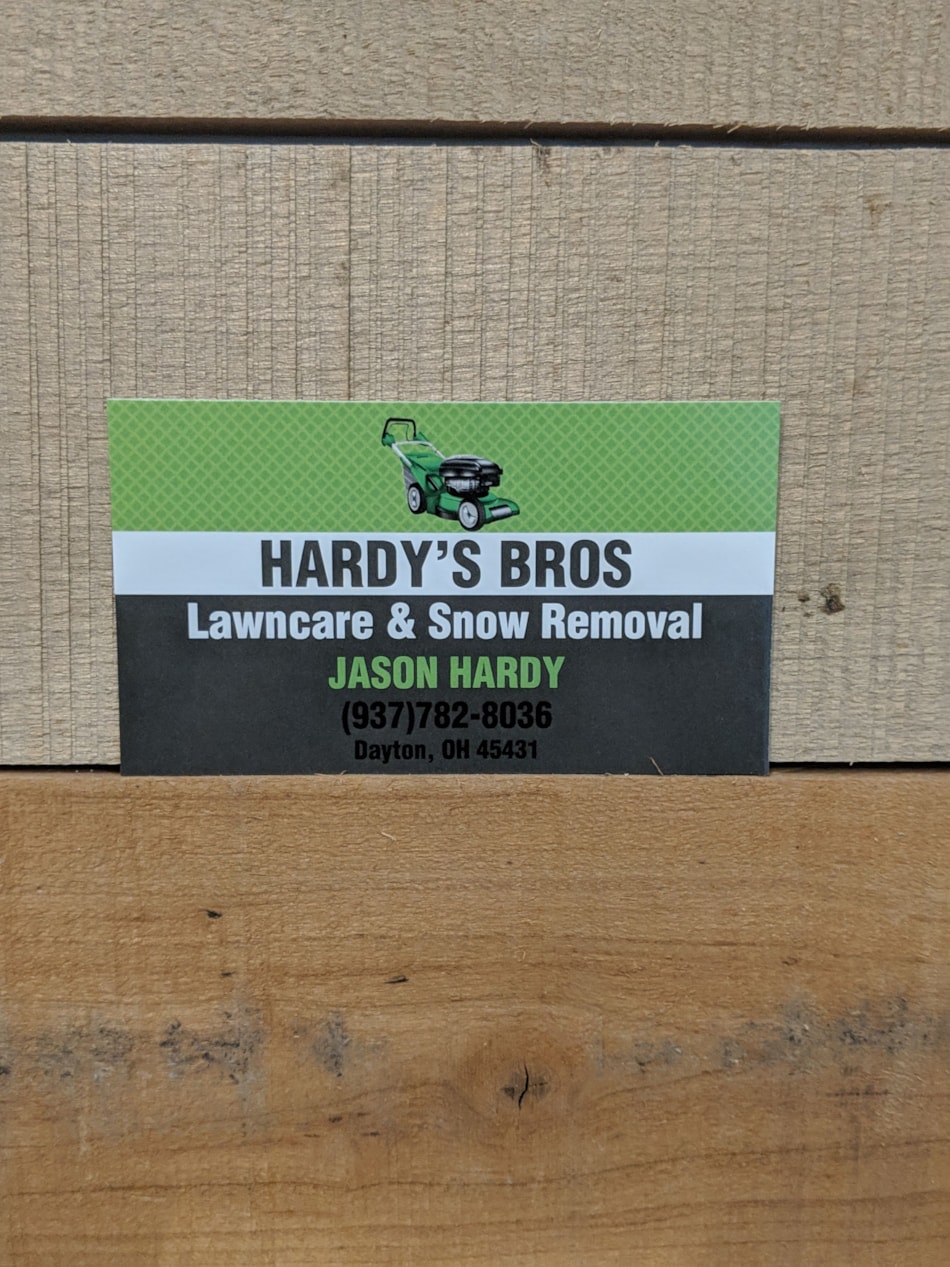 HARDY'S BROS
Lawncare & Snow Removal
JASON HARDY
(937)782-8036
Dayton, OH 45431